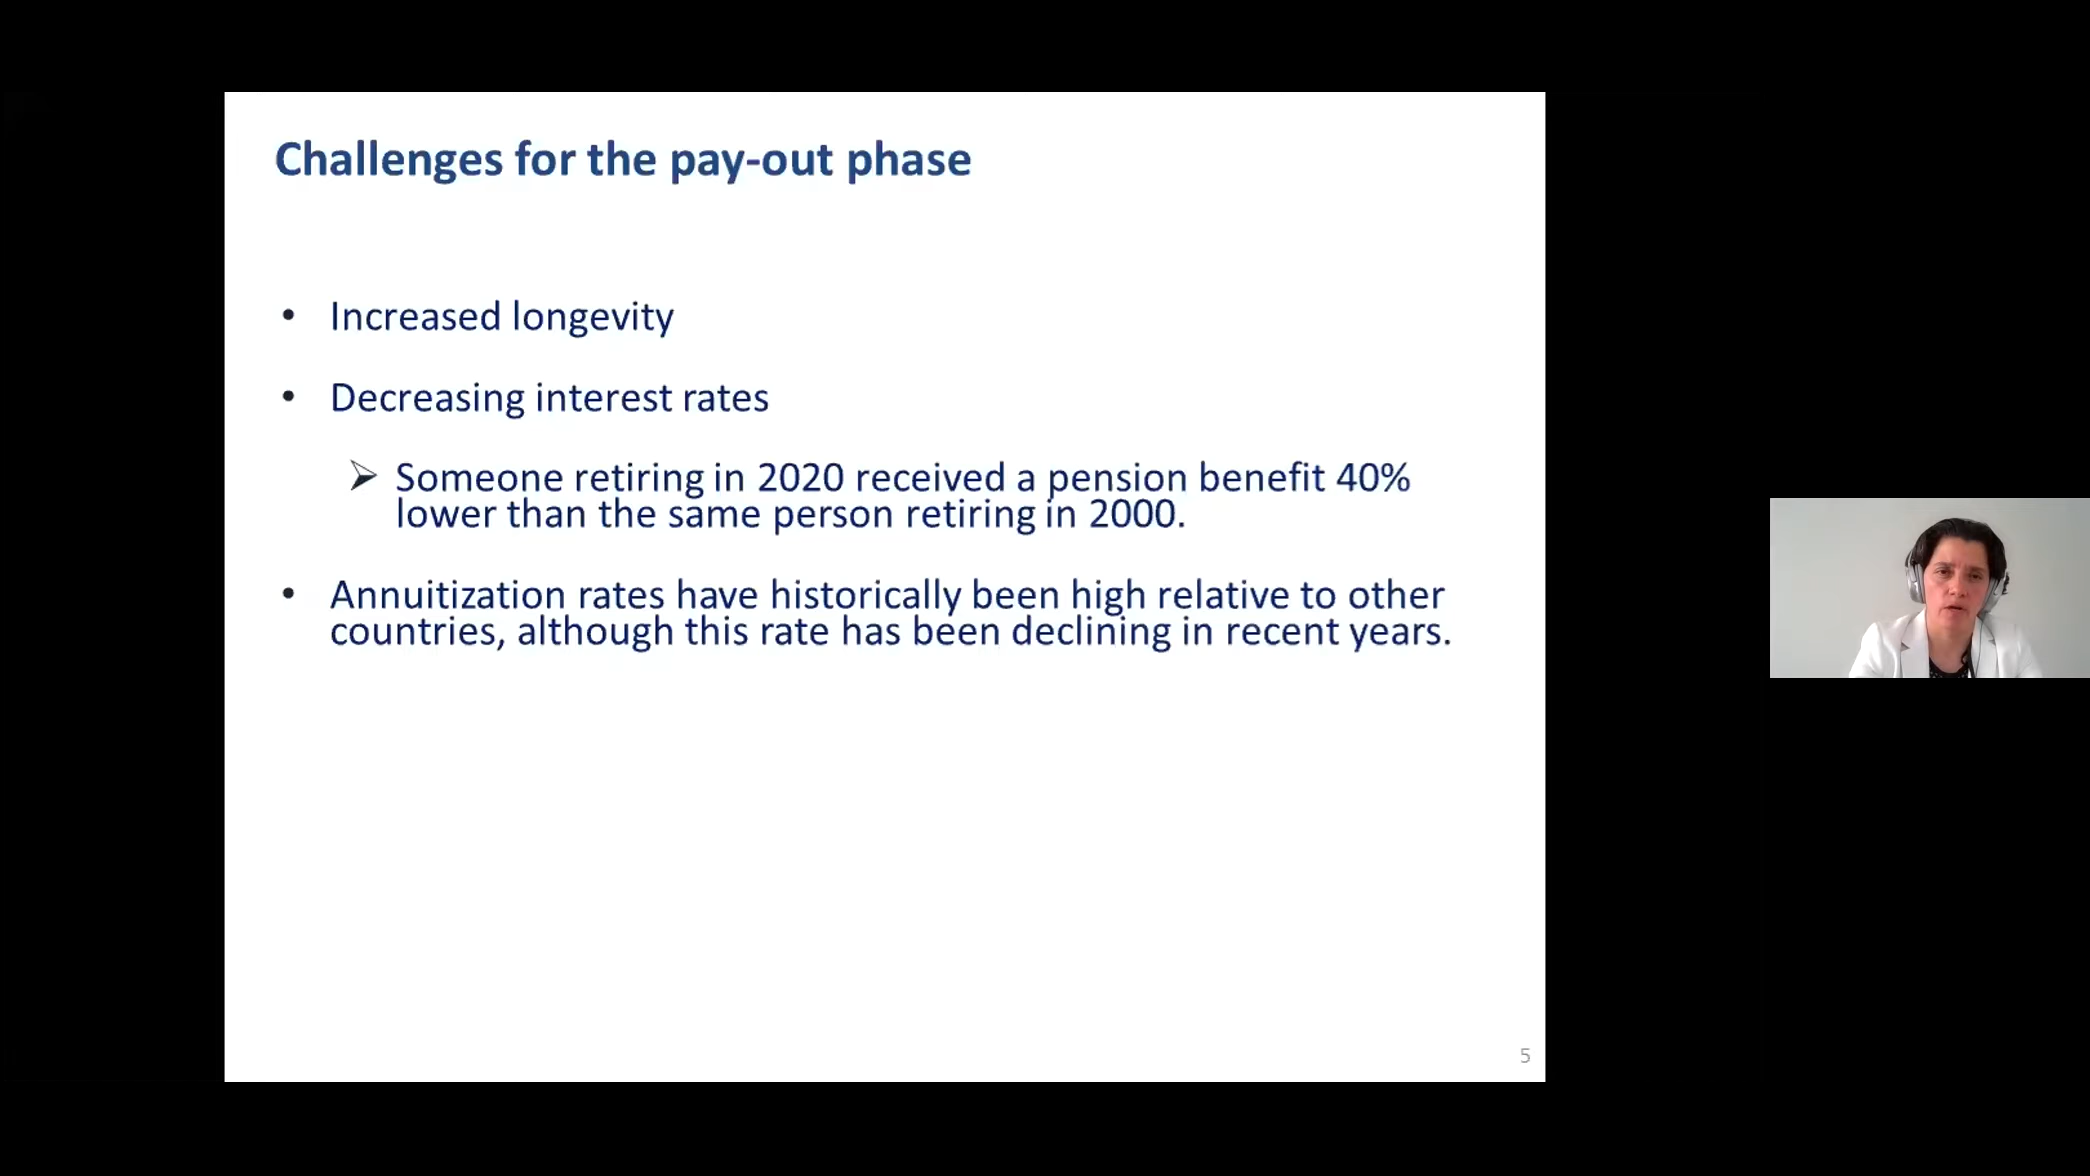 Challenges for the pay-out phase
• Increased longevity
• Decreasing interest rates
➢ Someone retiring in 2020 received a pension benefit 40%
lower than the same person retiring in 2000.
• Annuitization rates have historically been high relative to other
countries, although this rate has been declining in recent years.
5